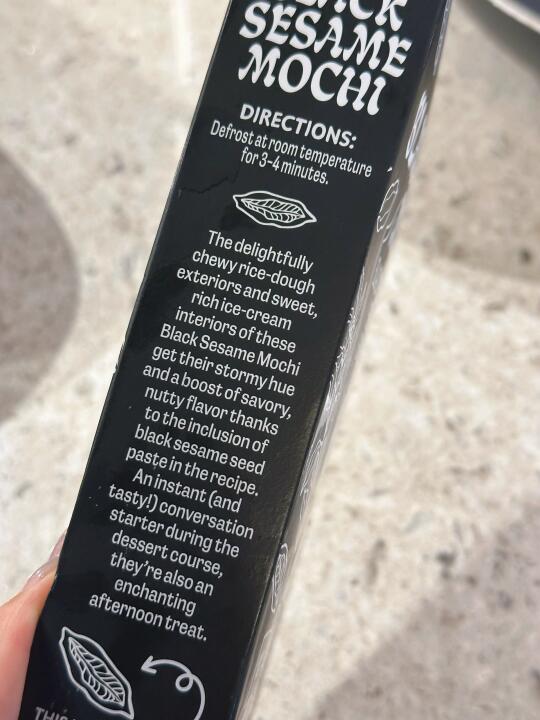 BLACK
SESAME
MOCHI
DIRECTIONS:
Defrost at room temperature
for 3-4 minutes.
The delightfully
chewy rice-dough
exteriors and sweet,
rich ice-cream
interiors of these
Black Sesame Mochi
get their stormy hue
and a boost of savory,
nutty flavor thanks
to the inclusion of
black sesame seed
paste in the recipe.
An instant (and
tasty!) conversation
starter during the
dessert course,
they're also an
enchanting
afternoon treat.